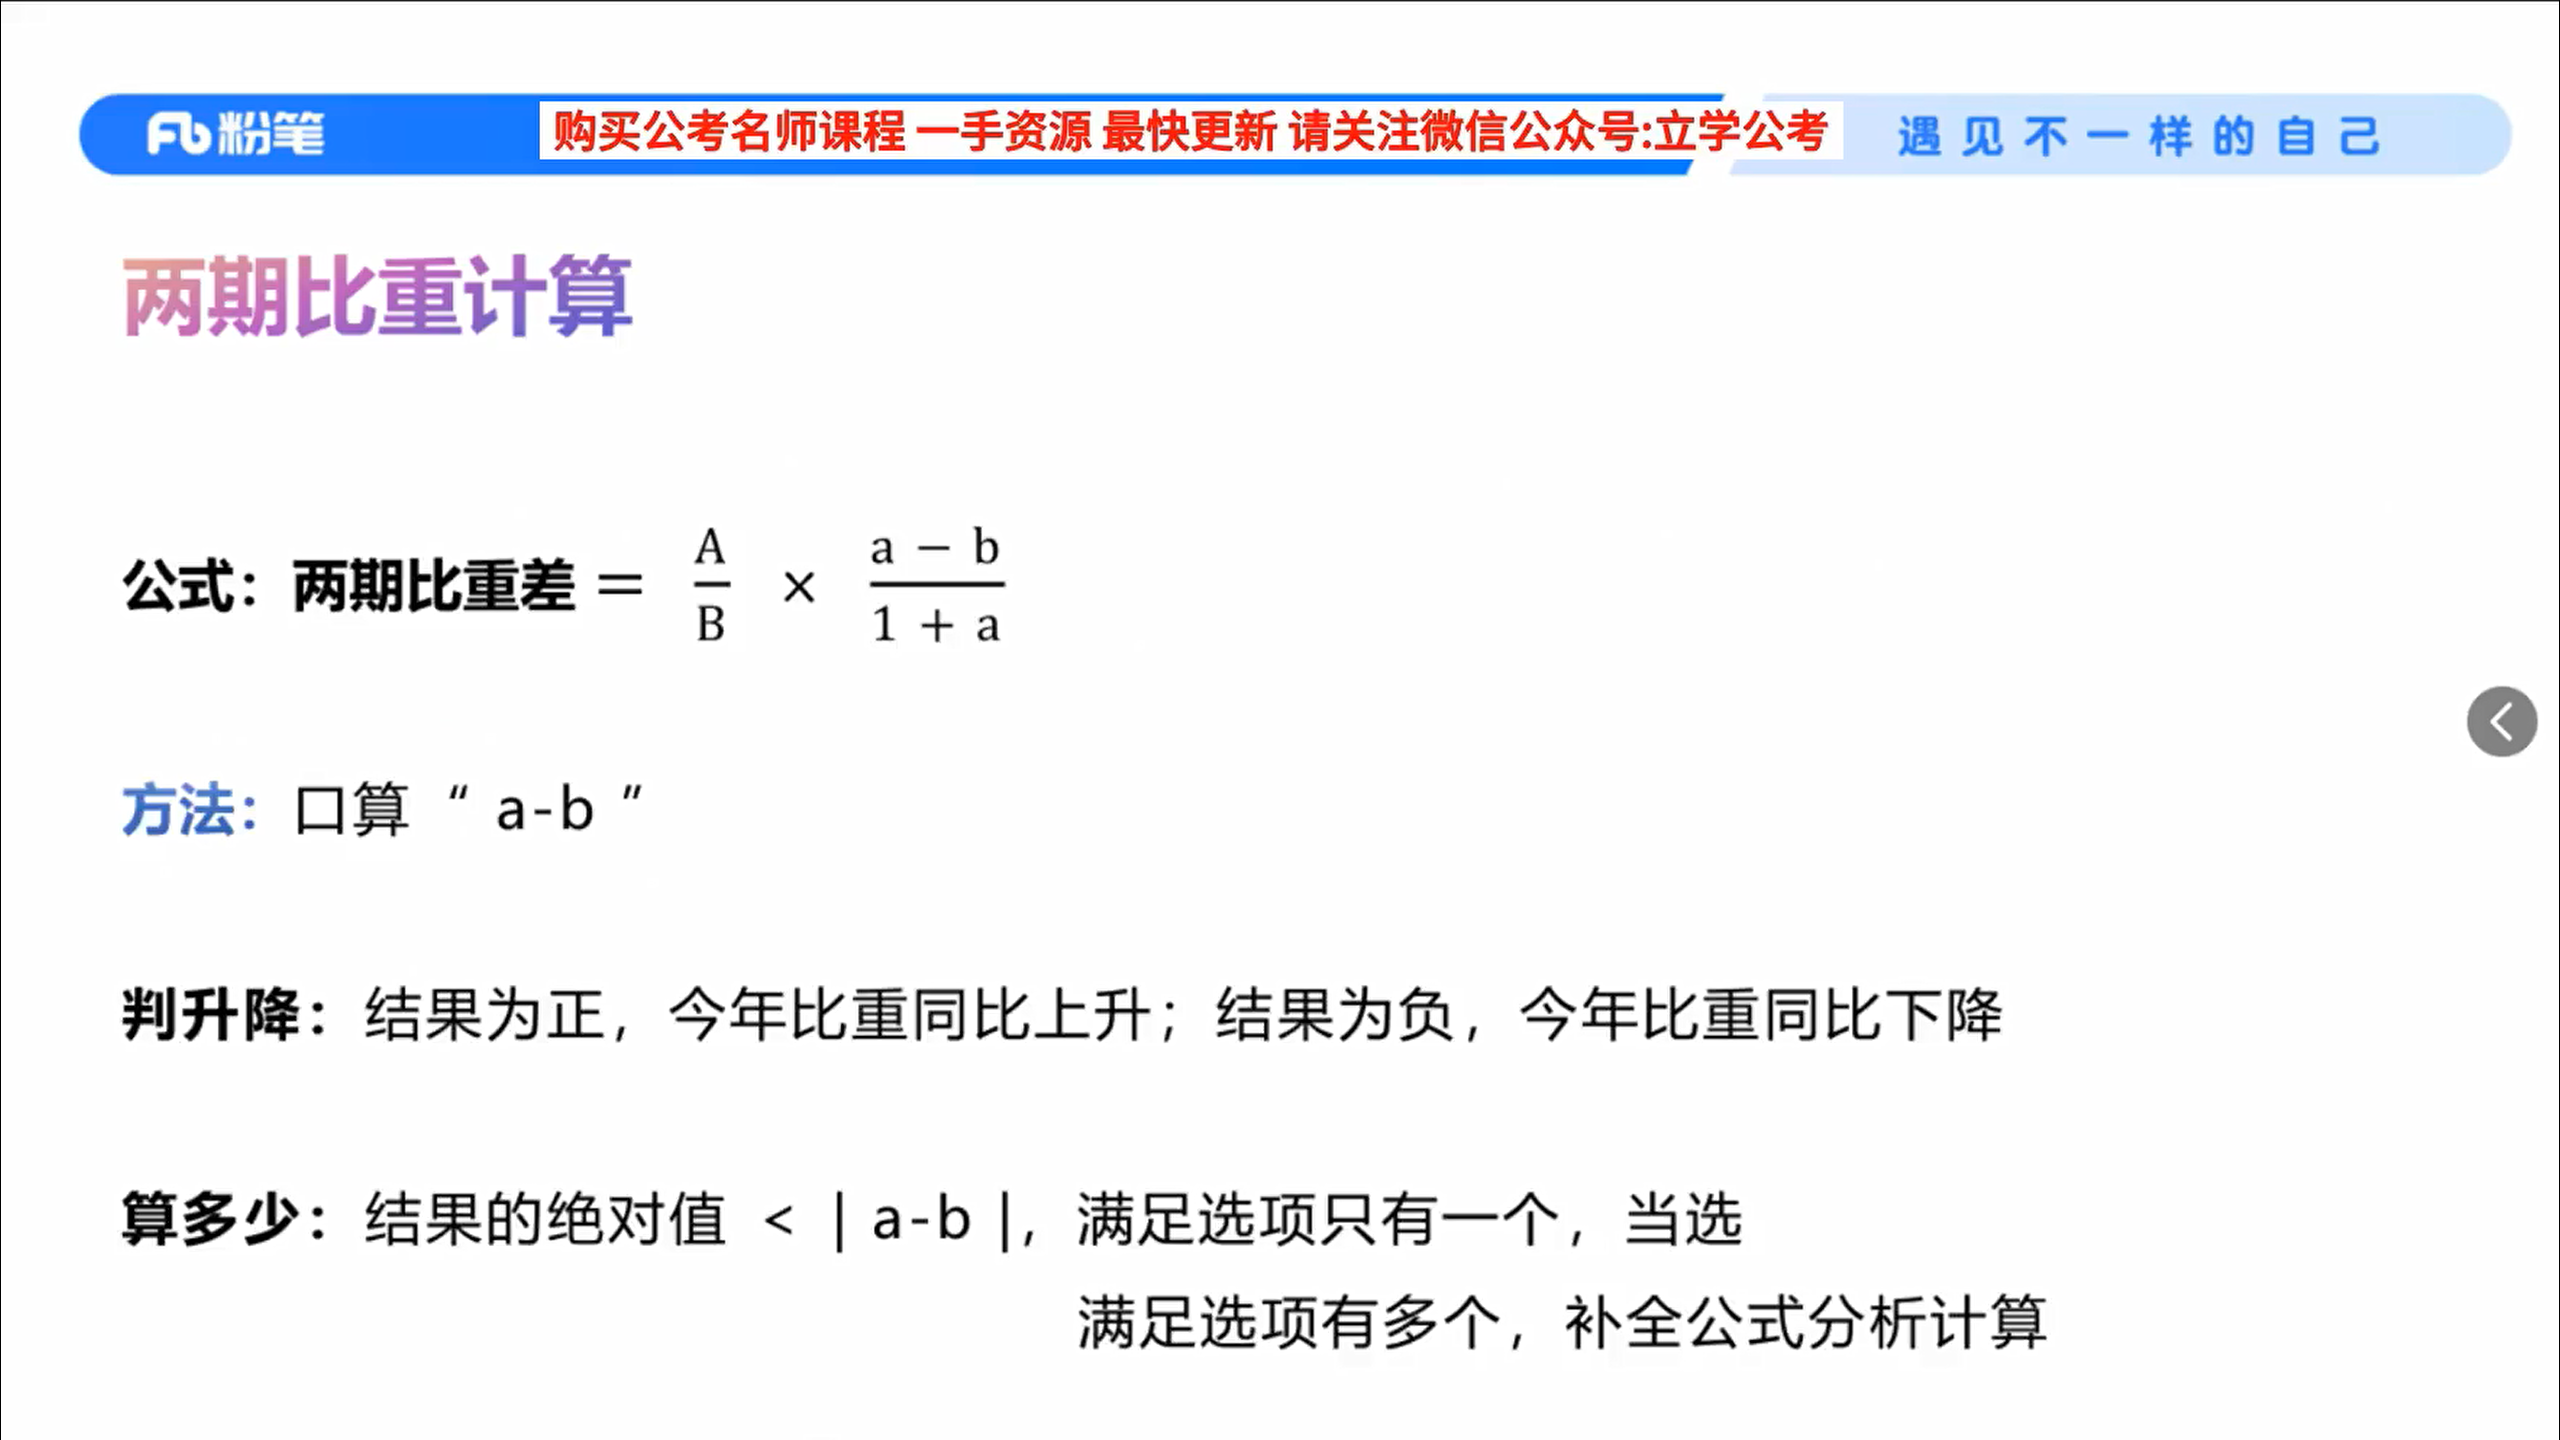 Fb粉笔 购买公考名师课程 一手资源 最快更新 请关注微信公众号:立学公考 遇见不一样的自己
两期比重计算
公式：两期比重差 = A/B × (a − b)/(1 + a)
方法：口算“ a-b ”
判升降：结果为正，今年比重同比上升；结果为负，今年比重同比下降
算多少：结果的绝对值 < | a-b |，满足选项只有一个，当选
满足选项有多个，补全公式分析计算